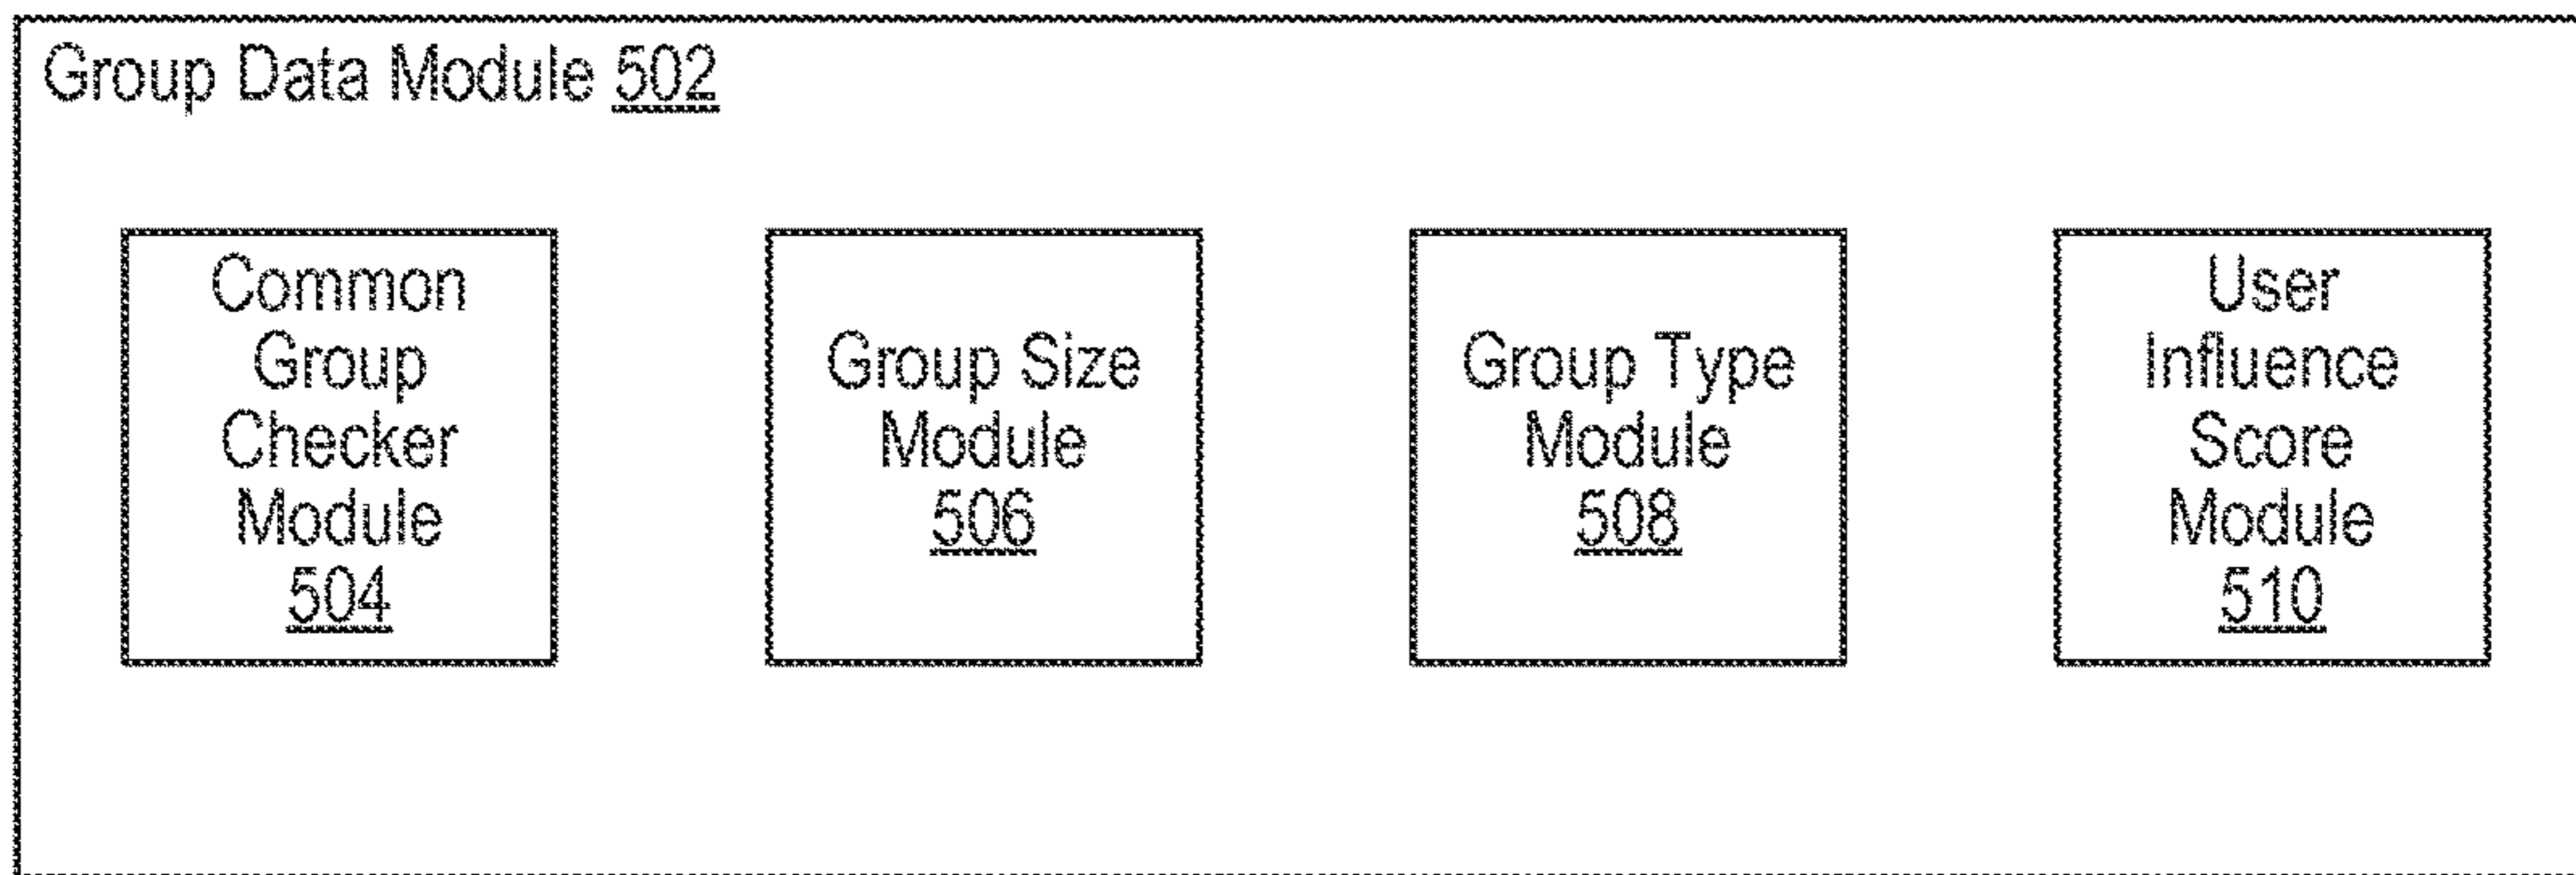 Group Data Module 502
Common
Group
Checker
Module
504
Group Size
Module
506
Group Type
Module
508
User
Influence
Score
Module
510